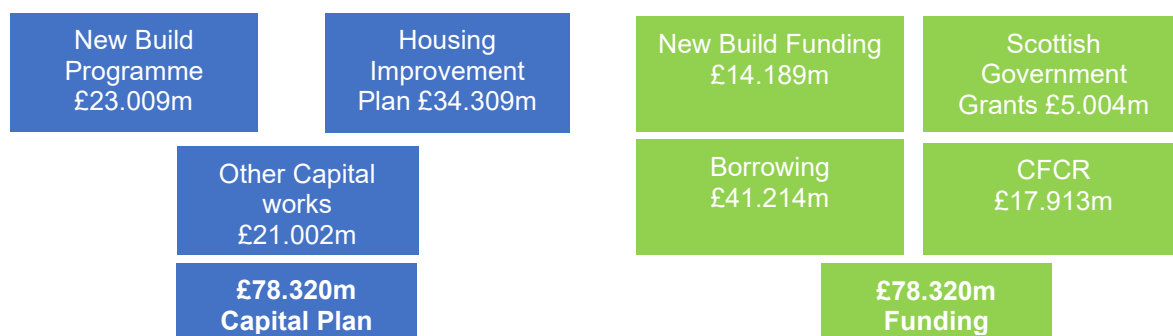 New Build
Programme
£23.009m
Housing
Improvement
Plan £34.309m
Other Capital
works
£21.002m
£78.320m
Capital Plan
New Build Funding
£14.189m
Scottish
Government
Grants £5.004m
Borrowing
£41.214m
CFCR
£17.913m
£78.320m
Funding